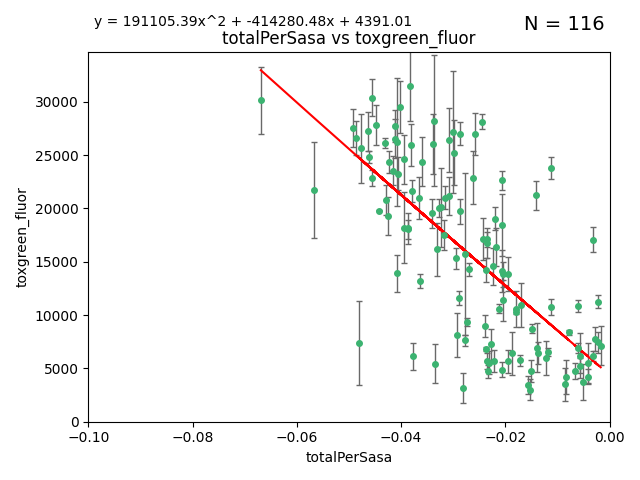 y = 191105.39x^2 + -414280.48x + 4391.01
N = 116
totalPerSasa vs toxgreen_fluor
toxgreen_fluor
30000
25000
20000
15000
10000
5000
0
−0.10 −0.08 −0.06 −0.04 −0.02 0.00
totalPerSasa